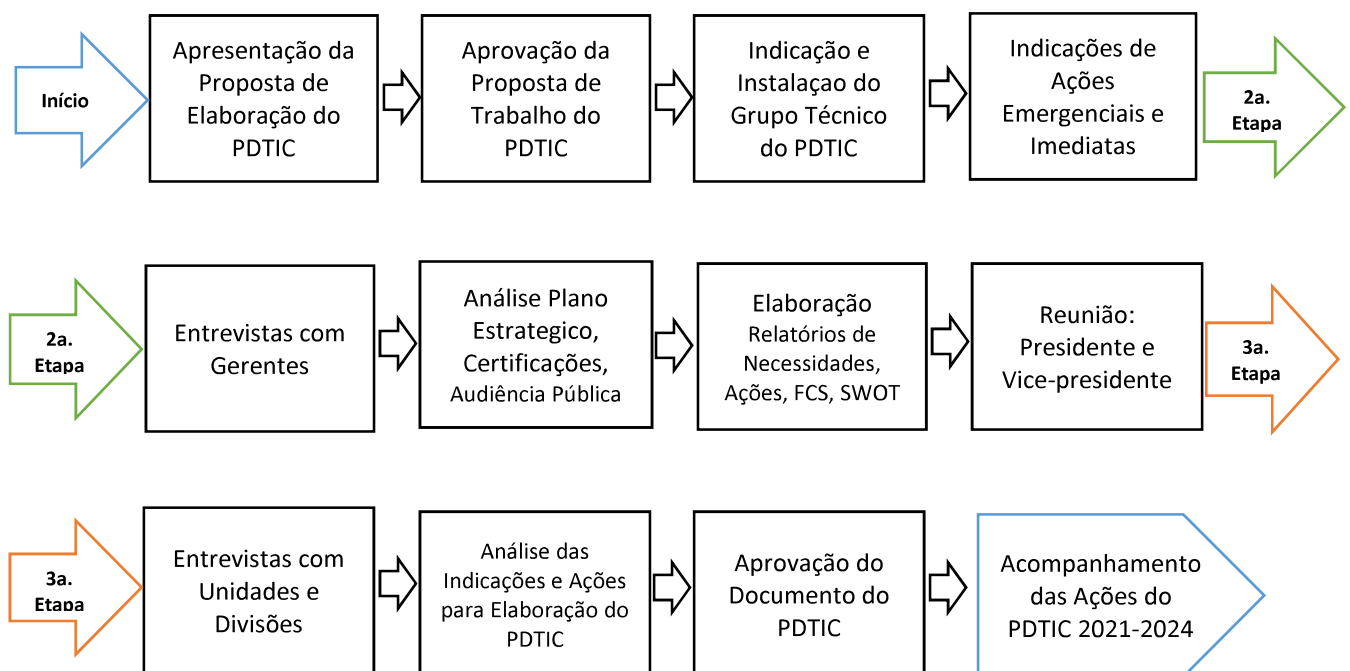 Início
Apresentação da
Proposta de
Elaboração do
PDTIC
Aprovação da
Proposta de
Trabalho do
PDTIC
Indicação e
Instalaçao do
Grupo Técnico
do PDTIC
Indicações de
Ações
Emergenciais e
Imediatas
2a.
Etapa
2a.
Etapa
Entrevistas com
Gerentes
Análise Plano
Estrategico,
Certificações,
Audiência Pública
Elaboração
Relatórios de
Necessidades,
Ações, FCS, SWOT
Reunião:
Presidente e
Vice-presidente
3a.
Etapa
3a.
Etapa
Entrevistas com
Unidades e
Divisões
Análise das
Indicações e Ações
para Elaboração do
PDTIC
Aprovação do
Documento do
PDTIC
Acompanhamento
das Ações do
PDTIC 2021-2024